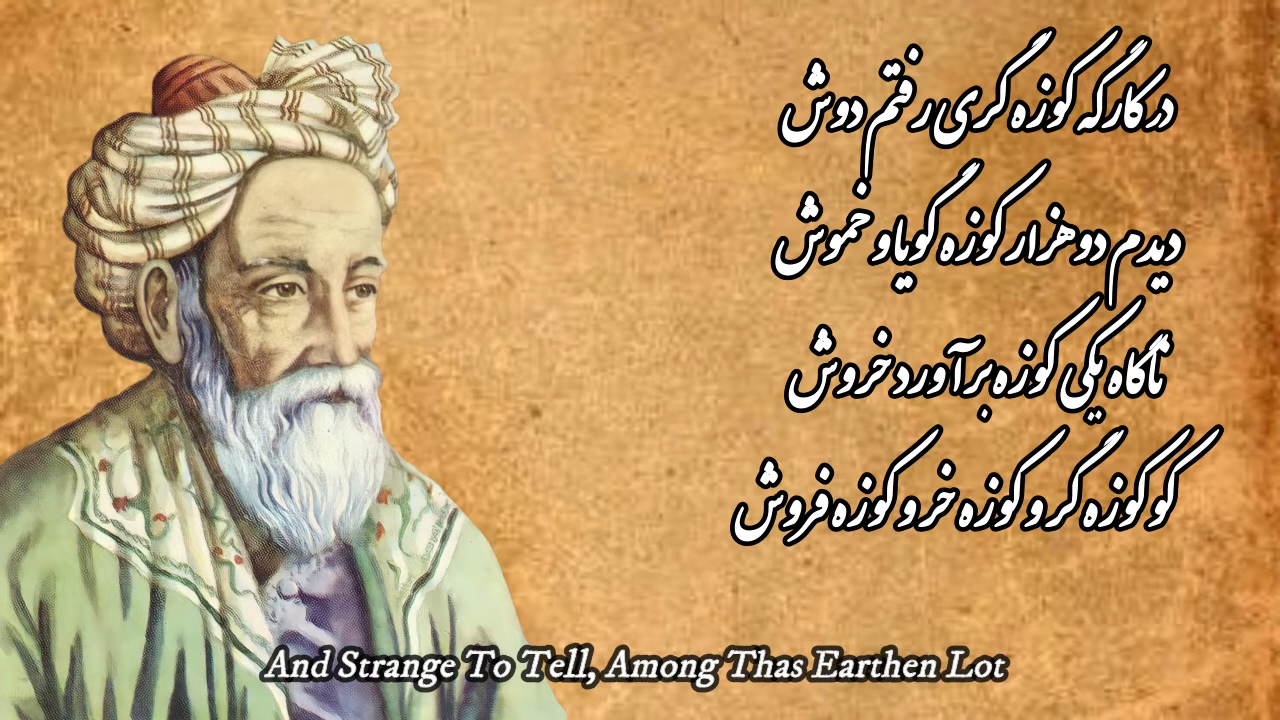 در کارگه کوزه گری رفتم دوش
دیدم دو هزار کوزه گویا و خموش
ناگاه یکی کوزه برآورد خروش
کو کوزه گر و کوزه خر و کوزه فروش
And Strange To Tell, Among Thas Earthen Lot